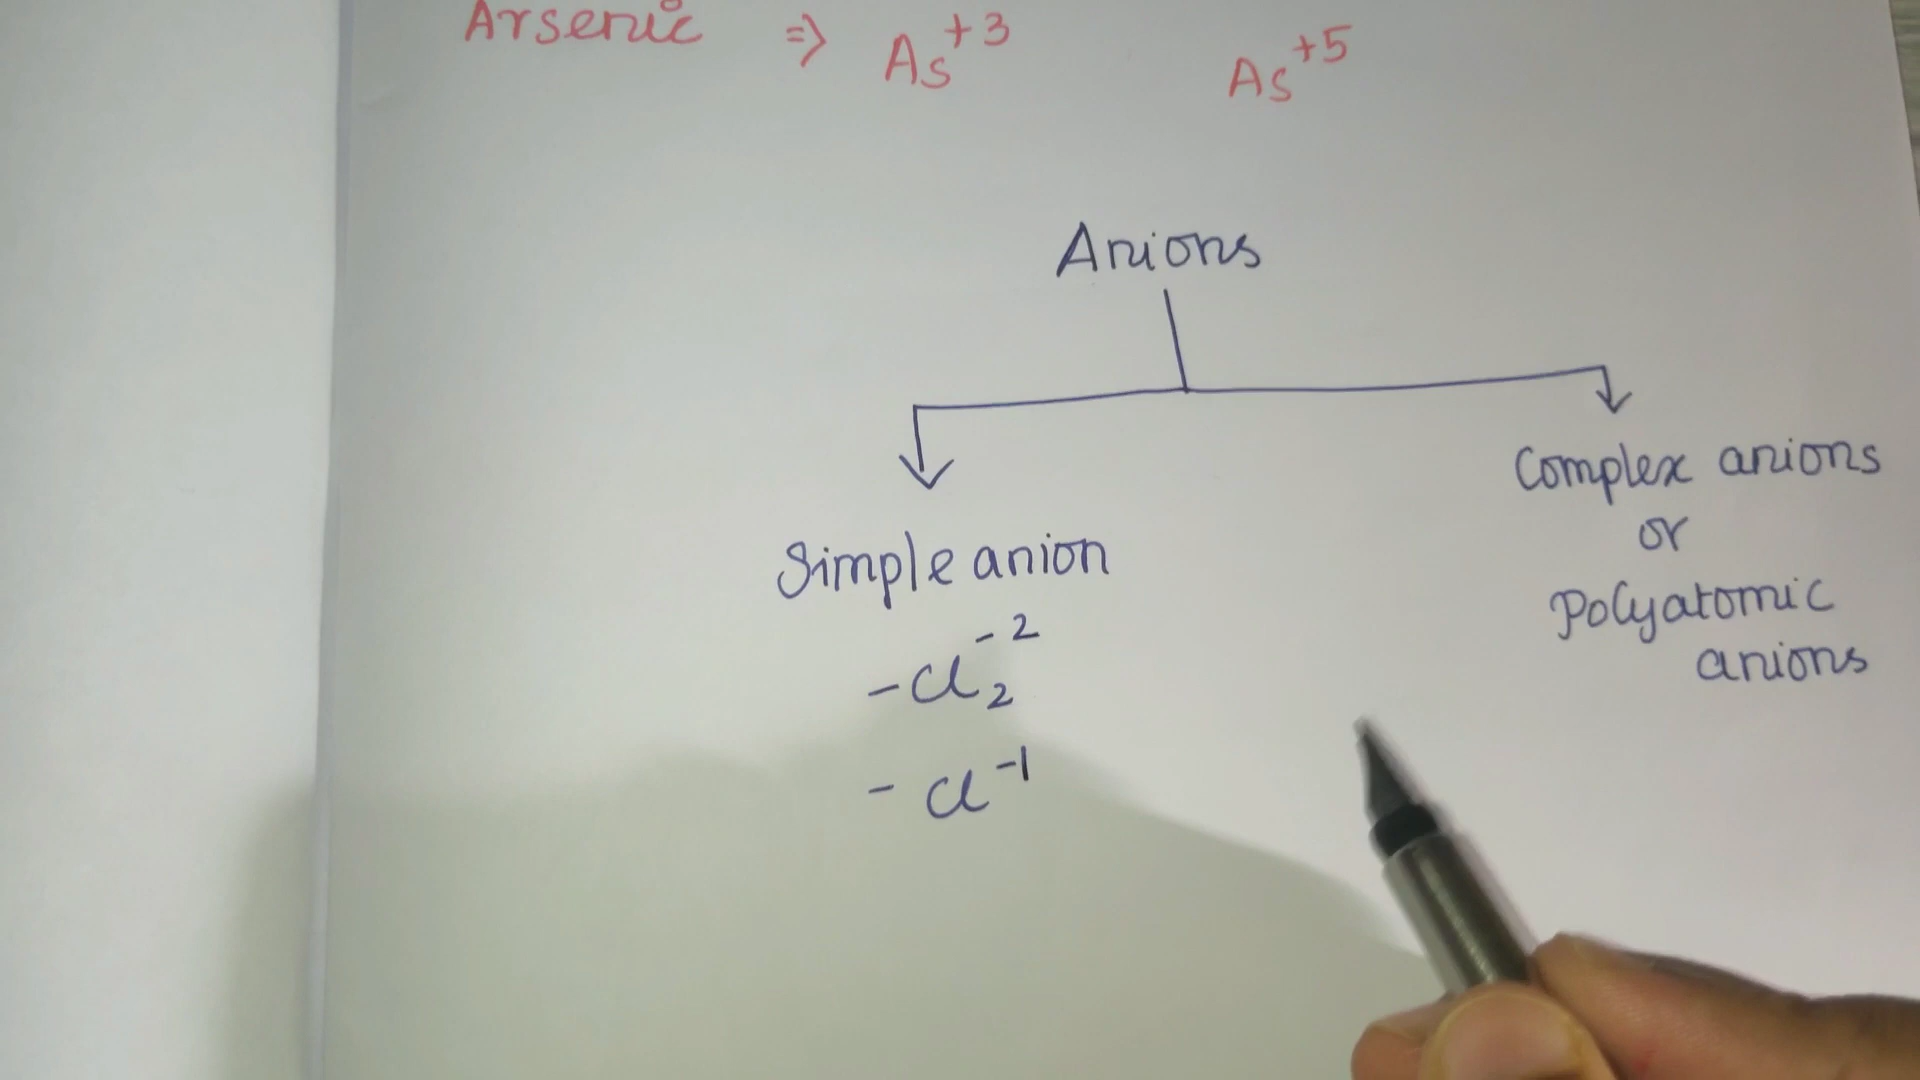 Arsenic ⇒ As+3 As+5
Anions
Complex anions
or
Polyatomic
anions
Simple anion
- Cl2-2
- Cl-1